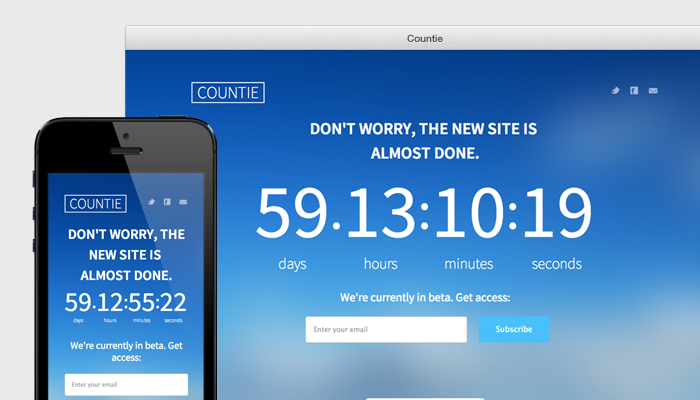 Countie
COUNTIE
DON'T WORRY, THE NEW SITE IS
ALMOST DONE.
59.13:10:19
days hours minutes seconds
We're currently in beta. Get access:
Enter your email
Subscribe
COUNTIE
DON'T WORRY, THE
NEW SITE IS
ALMOST DONE.
59.12:55:22
days hours minutes seconds
We're currently in beta. Get
access:
Enter your email